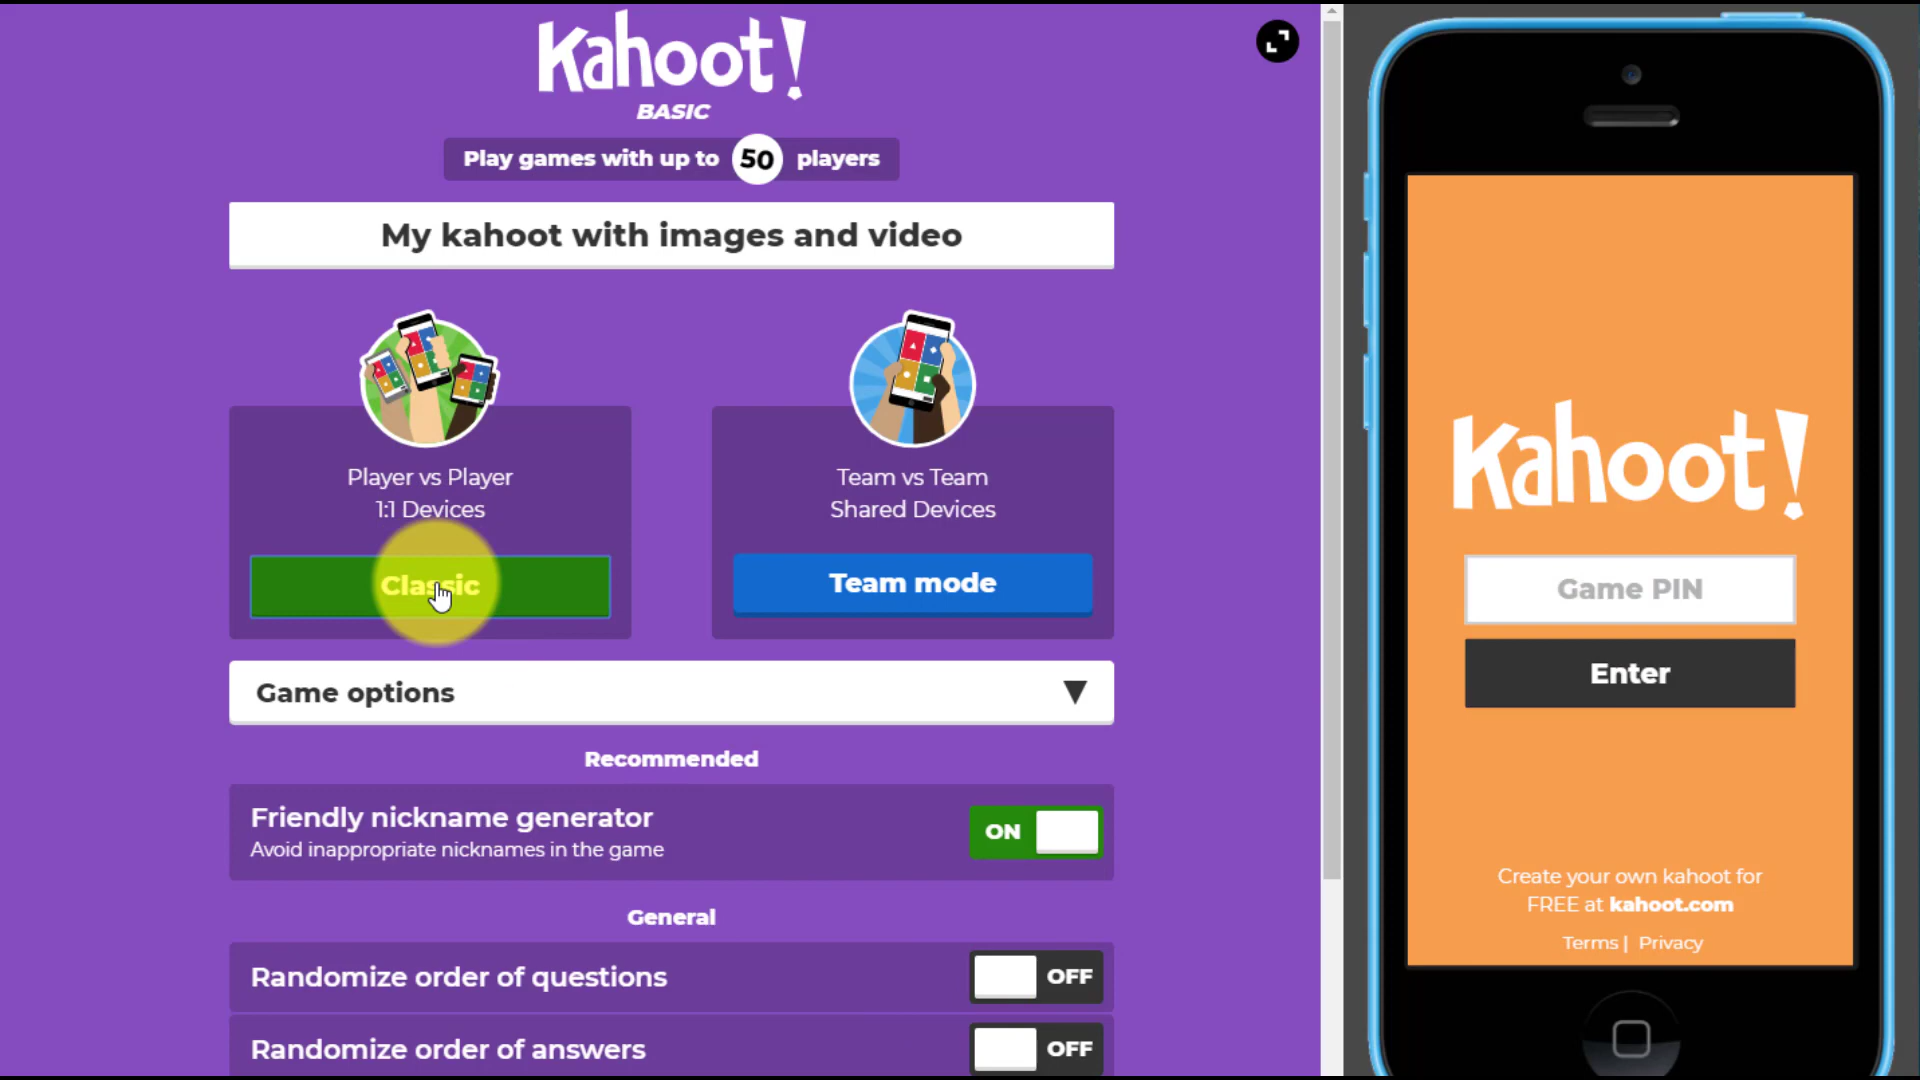 Kahoot!
BASIC
Play games with up to 50 players
My kahoot with images and video
Player vs Player
1:1 Devices
Classic
Team vs Team
Shared Devices
Team mode
Game options
Recommended
Friendly nickname generator
Avoid inappropriate nicknames in the game
ON
General
Randomize order of questions
OFF
Randomize order of answers
OFF
Kahoot!
Game PIN
Enter
Create your own kahoot for
FREE at kahoot.com
Terms | Privacy